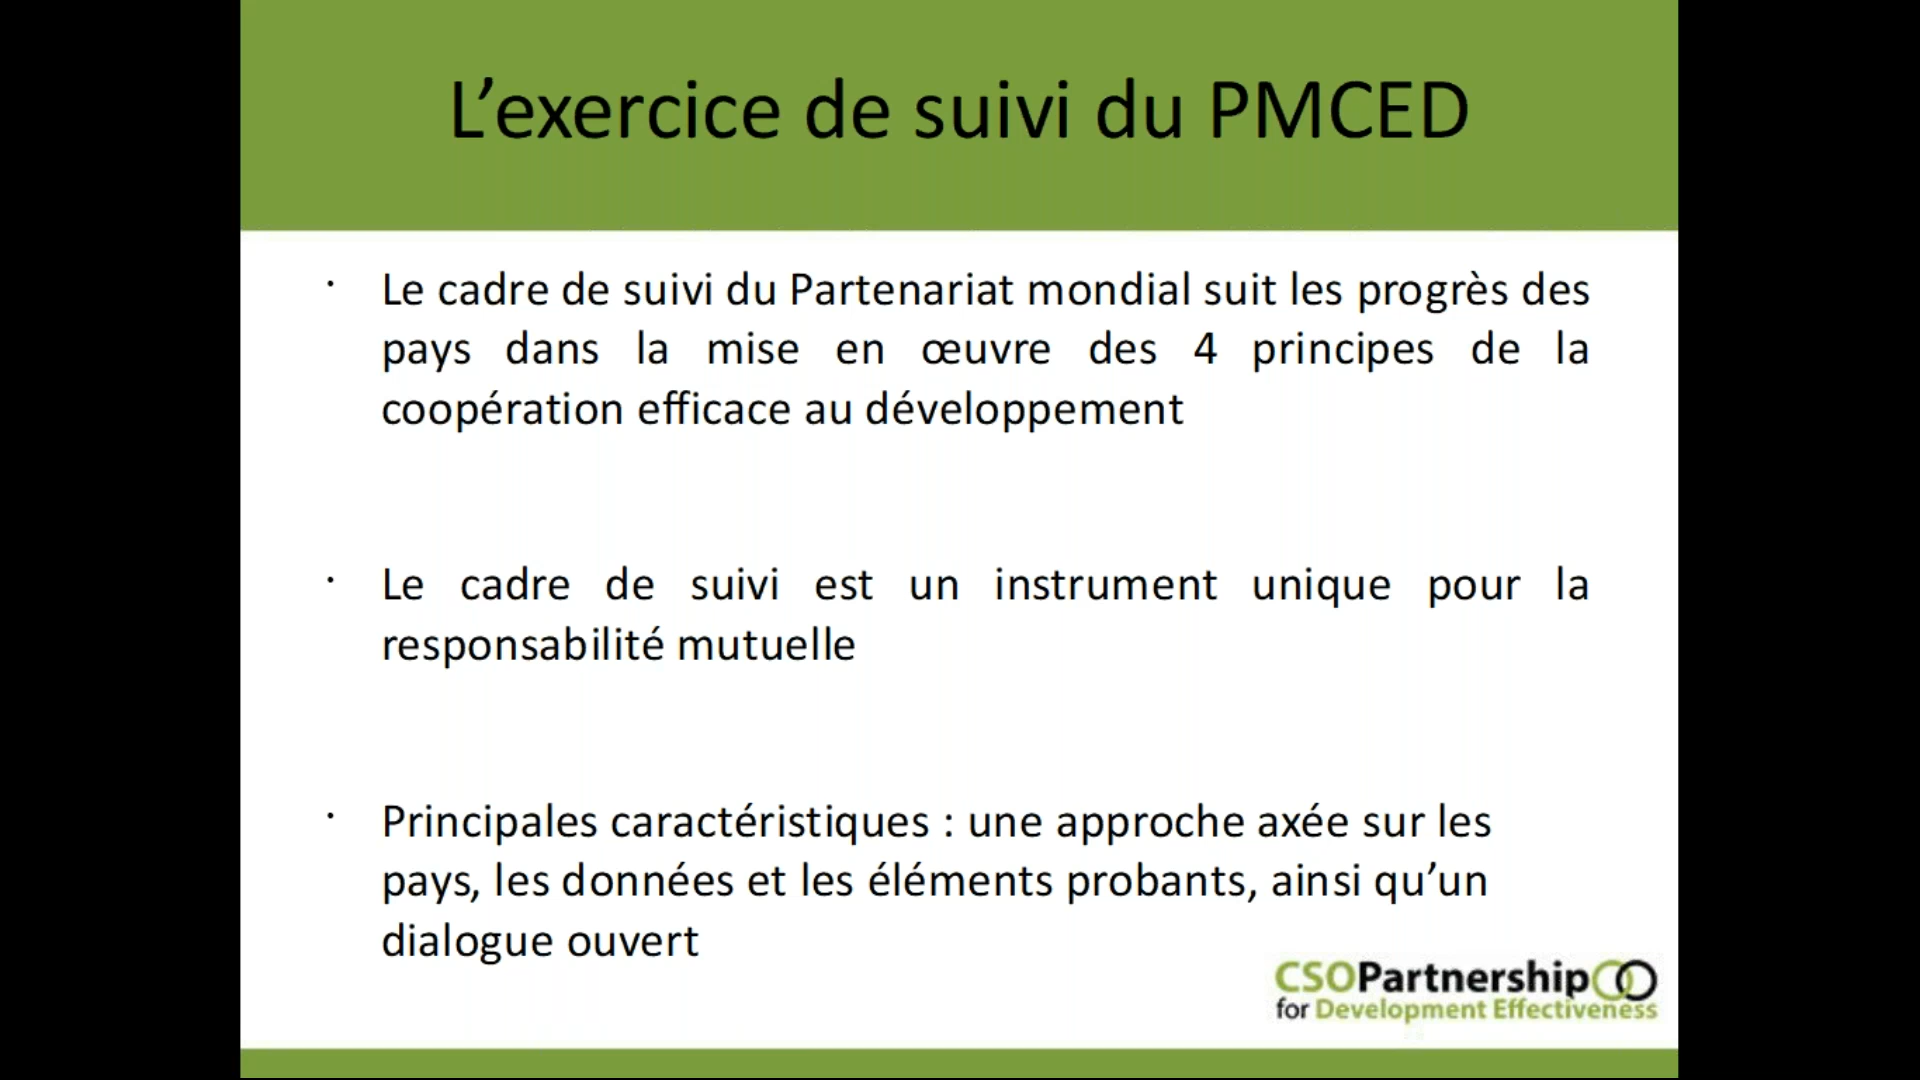 L’exercice de suivi du PMCED
· Le cadre de suivi du Partenariat mondial suit les progrès des
pays dans la mise en œuvre des 4 principes de la
coopération efficace au développement
· Le cadre de suivi est un instrument unique pour la
responsabilité mutuelle
· Principales caractéristiques : une approche axée sur les
pays, les données et les éléments probants, ainsi qu’un
dialogue ouvert
CSOPartnership
for Development Effectiveness